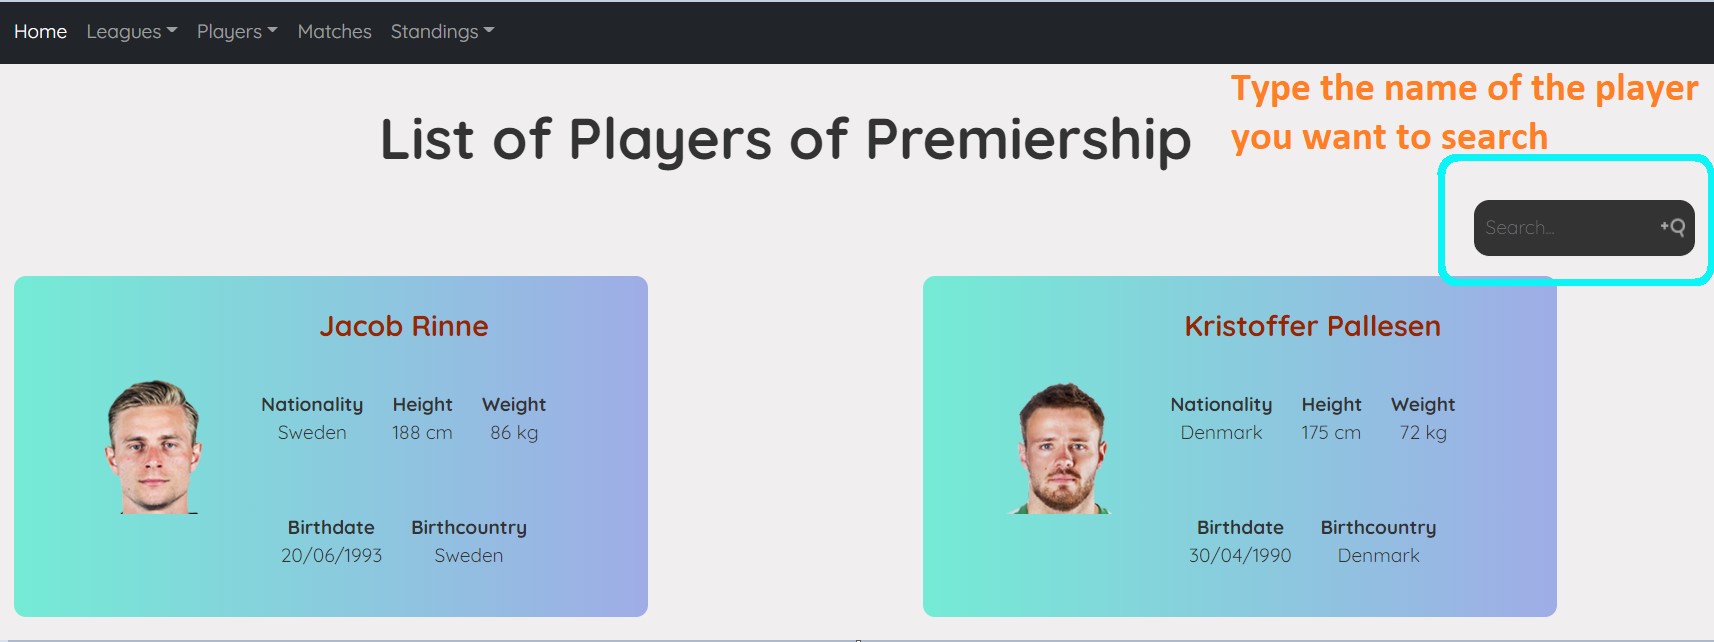 Home Leagues Players Matches Standings
Type the name of the player
you want to search
List of Players of Premiership
Search...
Jacob Rinne
Nationality Height Weight
Sweden 188 cm 86 kg
Birthdate Birthcountry
20/06/1993 Sweden
Kristoffer Pallesen
Nationality Height Weight
Denmark 175 cm 72 kg
Birthdate Birthcountry
30/04/1990 Denmark